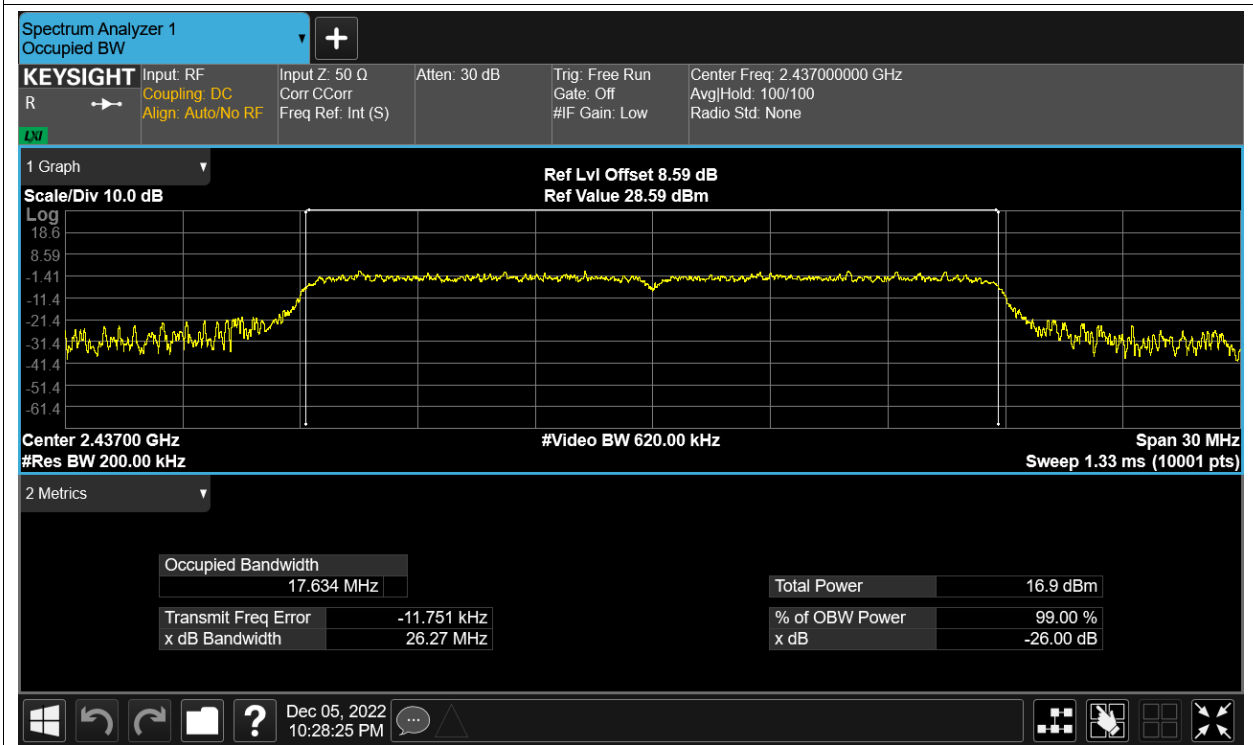 Spectrum Analyzer 1
Occupied BW
KEYSIGHT
R
LXI
Input: RF
Coupling: DC
Align: Auto/No RF
Input Z: 50 Ω
Corr CCorr
Freq Ref: Int (S)
Atten: 30 dB
Trig: Free Run
Gate: Off
#IF Gain: Low
Center Freq: 2.437000000 GHz
Avg|Hold: 100/100
Radio Std: None
1 Graph
Scale/Div 10.0 dB
Ref Lvl Offset 8.59 dB
Ref Value 28.59 dBm
Log
18.6
8.59
-1.41
-11.4
-21.4
-31.4
-41.4
-51.4
-61.4
Center 2.43700 GHz
#Video BW 620.00 kHz
Span 30 MHz
#Res BW 200.00 kHz
Sweep 1.33 ms (10001 pts)
2 Metrics
Occupied Bandwidth
17.634 MHz
Transmit Freq Error -11.751 kHz
x dB Bandwidth 26.27 MHz
Total Power 16.9 dBm
% of OBW Power 99.00 %
x dB -26.00 dB
?
Dec 05, 2022
10:28:25 PM